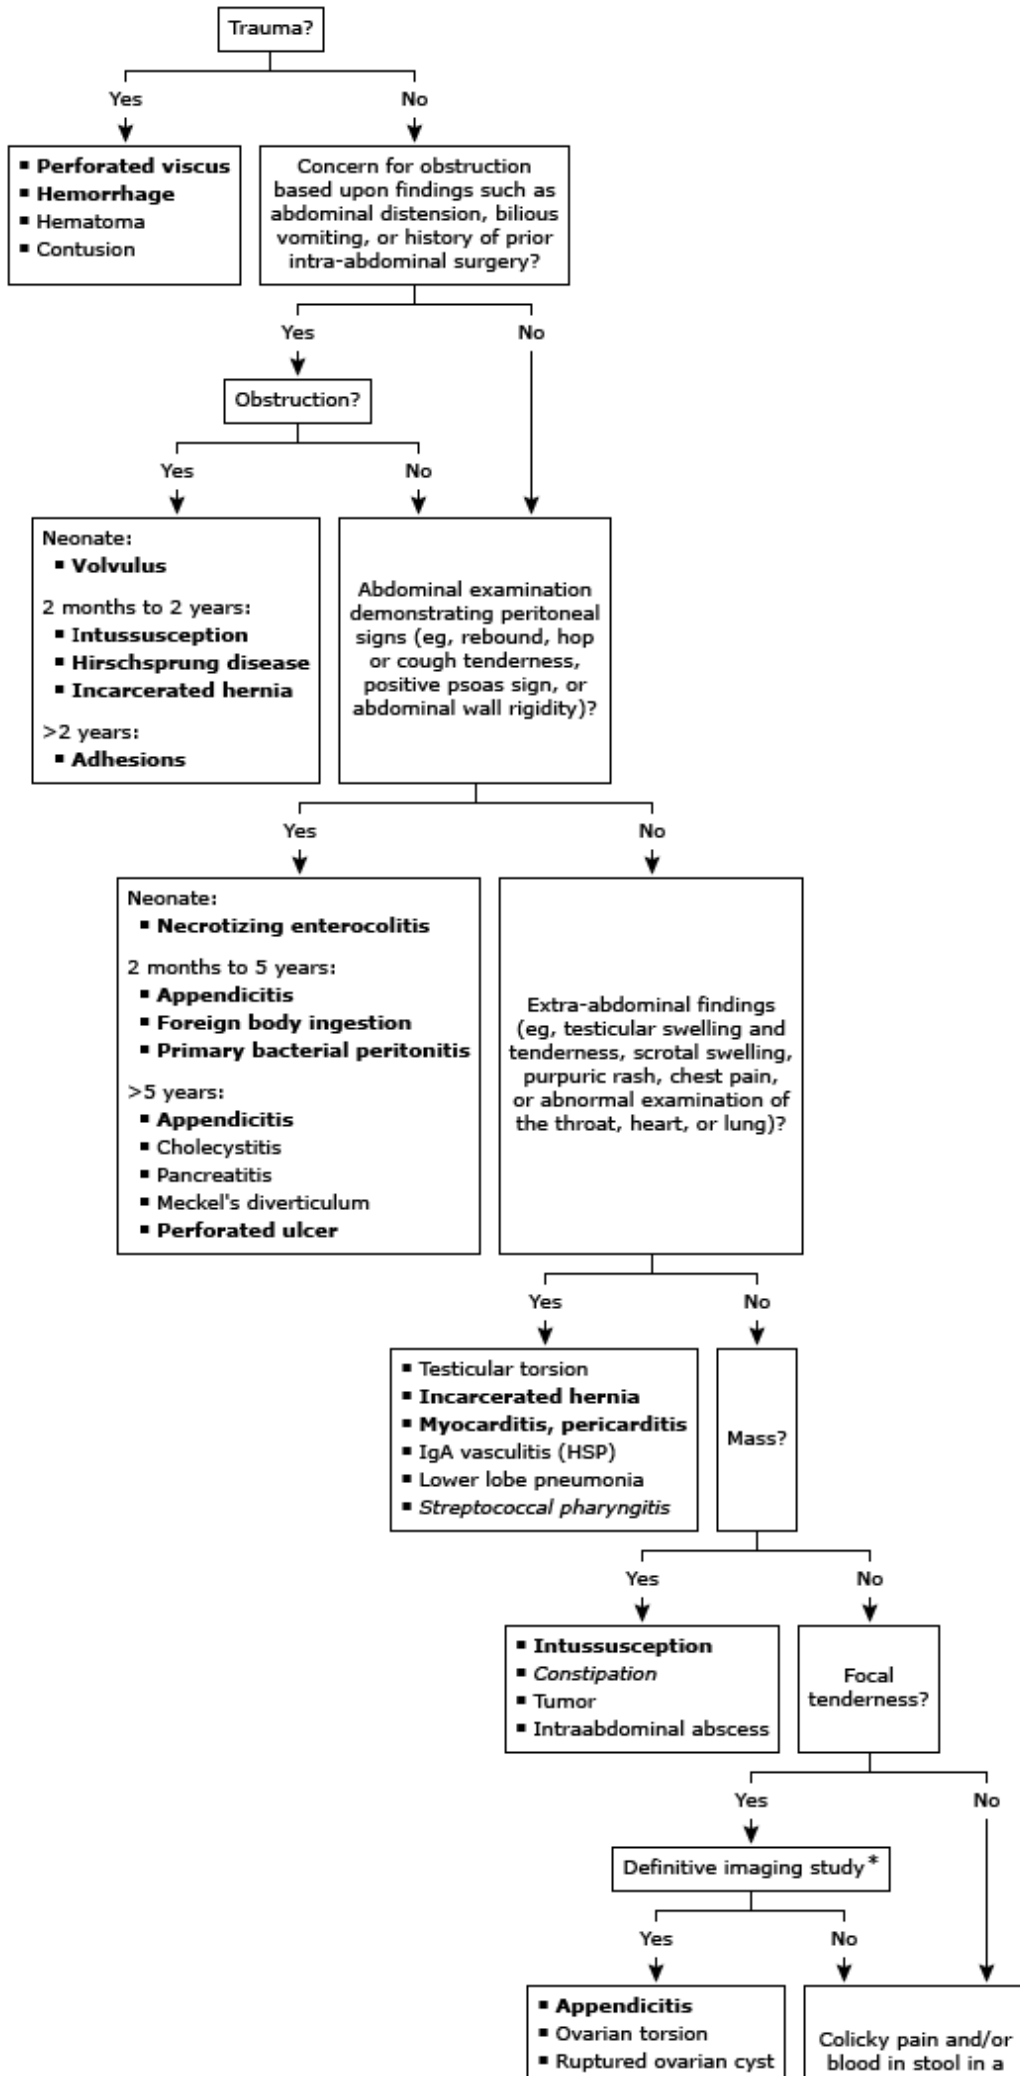 Trauma?
Yes
No
▪ Perforated viscus
▪ Hemorrhage
▪ Hematoma
▪ Contusion
Concern for obstruction
based upon findings such as
abdominal distension, bilious
vomiting, or history of prior
intra-abdominal surgery?
Yes
No
Obstruction?
Yes
No
Neonate:
▪ Volvulus
2 months to 2 years:
▪ Intussusception
▪ Hirschsprung disease
▪ Incarcerated hernia
>2 years:
▪ Adhesions
Abdominal examination
demonstrating peritoneal
signs (eg, rebound, hop
or cough tenderness,
positive psoas sign, or
abdominal wall rigidity)?
Yes
No
Neonate:
▪ Necrotizing enterocolitis
2 months to 5 years:
▪ Appendicitis
▪ Foreign body ingestion
▪ Primary bacterial peritonitis
>5 years:
▪ Appendicitis
▪ Cholecystitis
▪ Pancreatitis
▪ Meckel's diverticulum
▪ Perforated ulcer
Extra-abdominal findings
(eg, testicular swelling and
tenderness, scrotal swelling,
purpuric rash, chest pain,
or abnormal examination of
the throat, heart, or lung)?
Yes
No
▪ Testicular torsion
▪ Incarcerated hernia
▪ Myocarditis, pericarditis
▪ IgA vasculitis (HSP)
▪ Lower lobe pneumonia
▪ Streptococcal pharyngitis
Mass?
Yes
No
▪ Intussusception
▪ Constipation
▪ Tumor
▪ Intraabdominal abscess
Focal
tenderness?
Yes
No
Definitive imaging study*
Yes
No
▪ Appendicitis
▪ Ovarian torsion
▪ Ruptured ovarian cyst
Colicky pain and/or
blood in stool in a